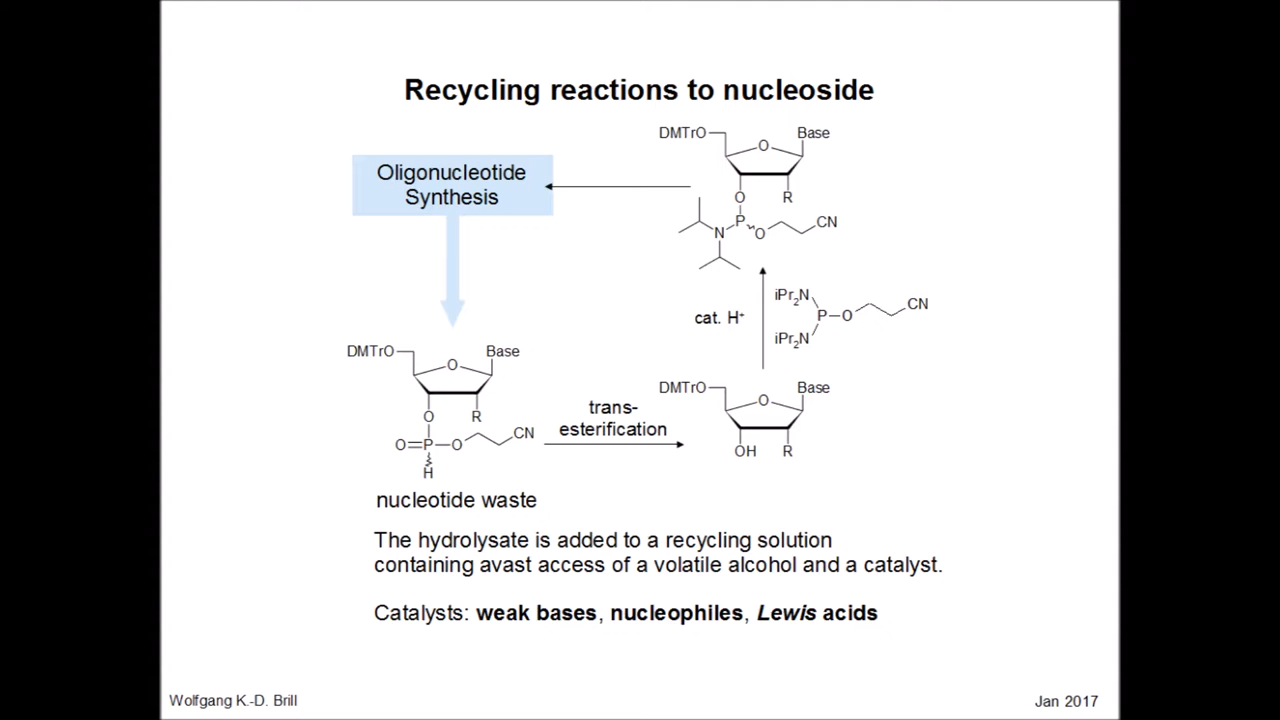 Recycling reactions to nucleoside
Oligonucleotide
Synthesis
DMTrO
Base
O
O
R
P
N
O
CN
cat. H⁺
iPr₂N
P
O
CN
iPr₂N
DMTrO
Base
O
O
R
O=P
O
CN
H
nucleotide waste
trans-
esterification
DMTrO
Base
O
OH
R
The hydrolysate is added to a recycling solution
containing avast access of a volatile alcohol and a catalyst.
Catalysts: weak bases, nucleophiles, Lewis acids
Wolfgang K.-D. Brill
Jan 2017